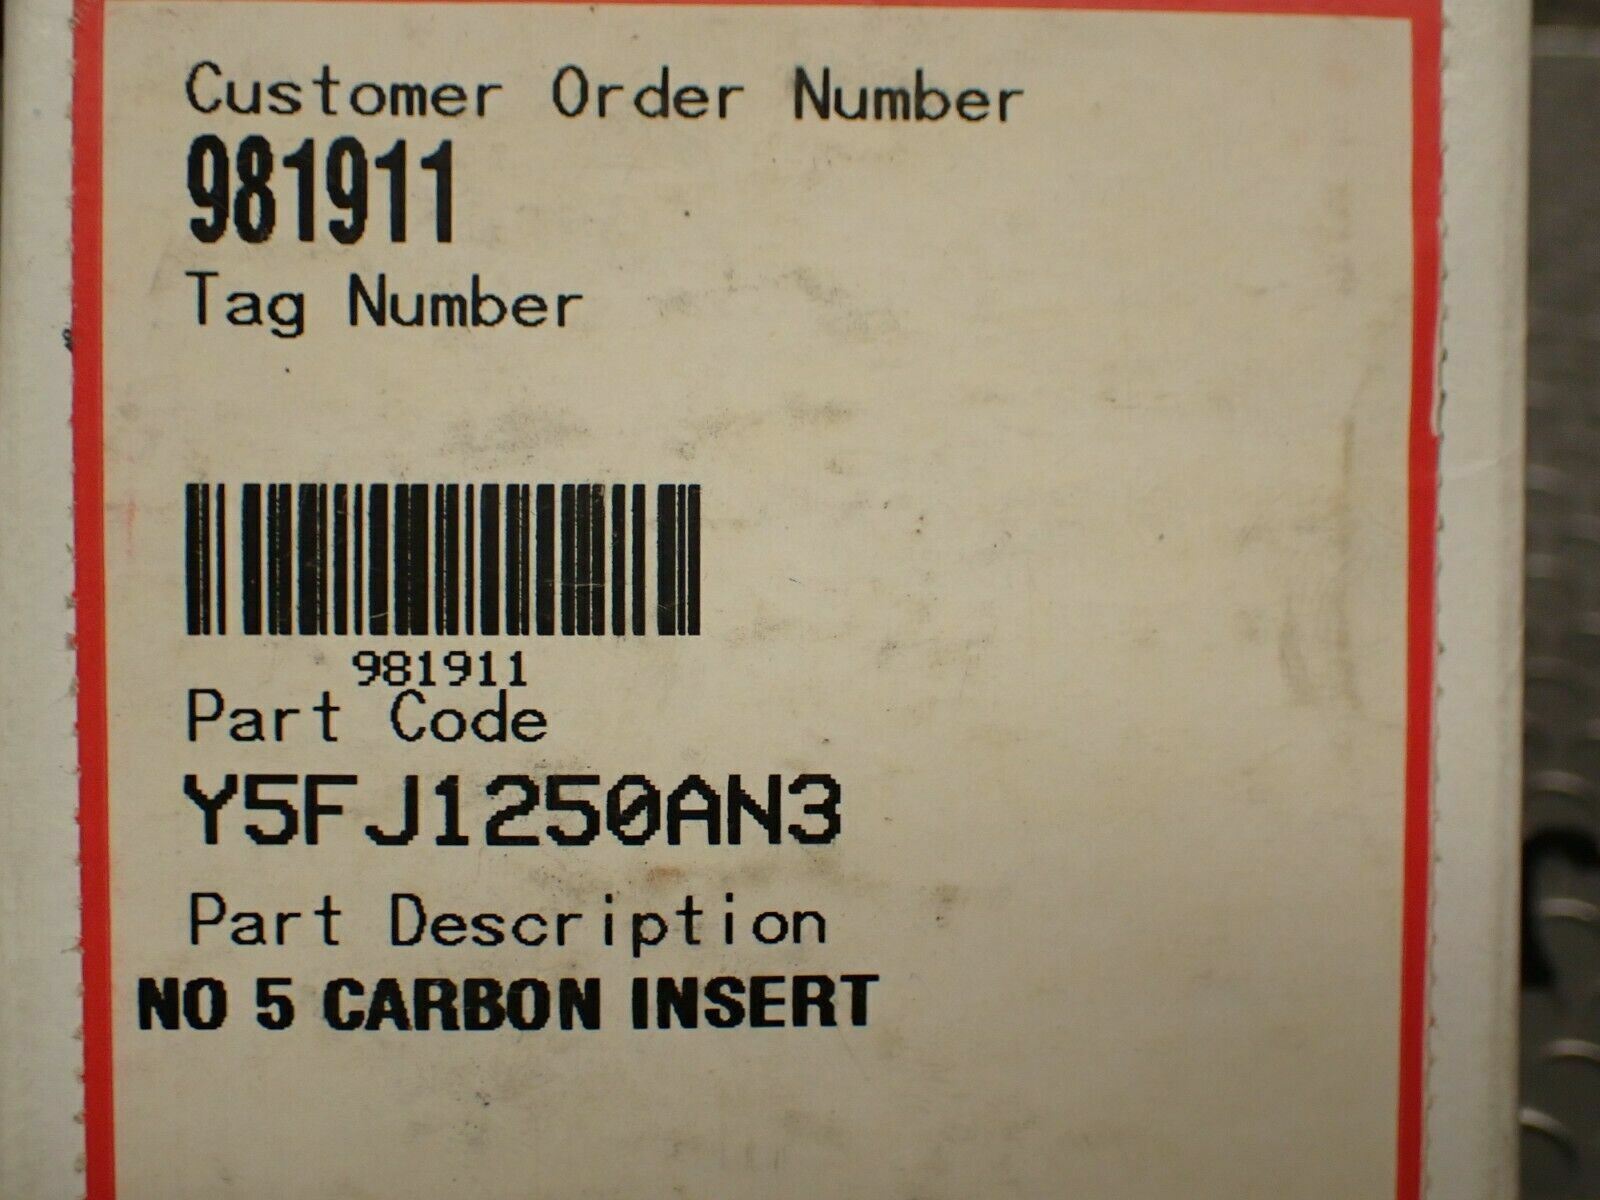 Customer Order Number
981911
Tag Number
981911
Part Code
Y5FJ1250AN3
Part Description
NO 5 CARBON INSERT